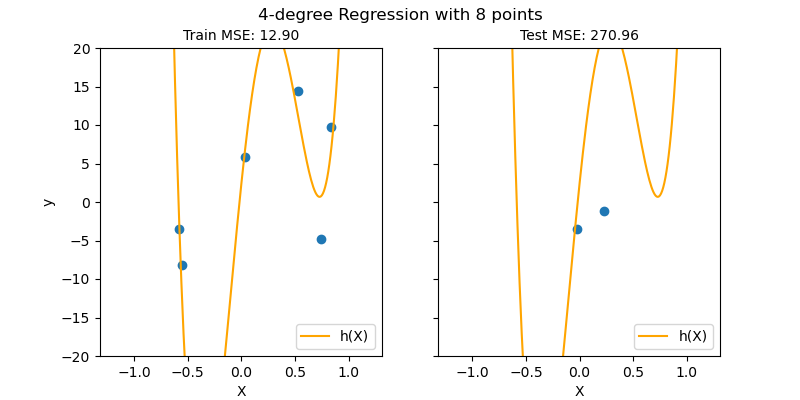 4-degree Regression with 8 points
Train MSE: 12.90
Test MSE: 270.96
20
15
10
5
0
−5
−10
−15
−20
y
−1.0 −0.5 0.0 0.5 1.0
X
h(X)
−1.0 −0.5 0.0 0.5 1.0
X
h(X)